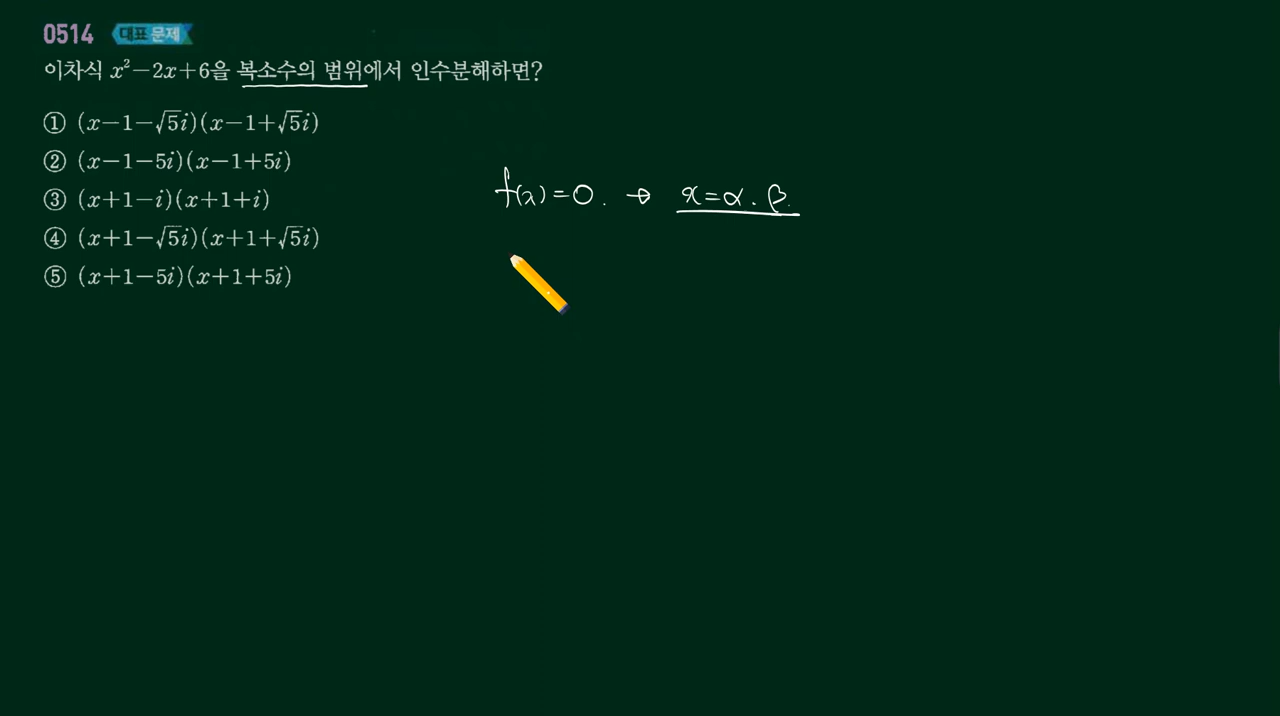 0514 대표 문제
이차식 x²-2x+6을 복소수의 범위에서 인수분해하면?
① (x-1-√5i)(x-1+√5i)
② (x-1-5i)(x-1+5i)
③ (x+1-i)(x+1+i)
④ (x+1-√5i)(x+1+√5i)
⑤ (x+1-5i)(x+1+5i)
f(x)=0. → x=α. β.